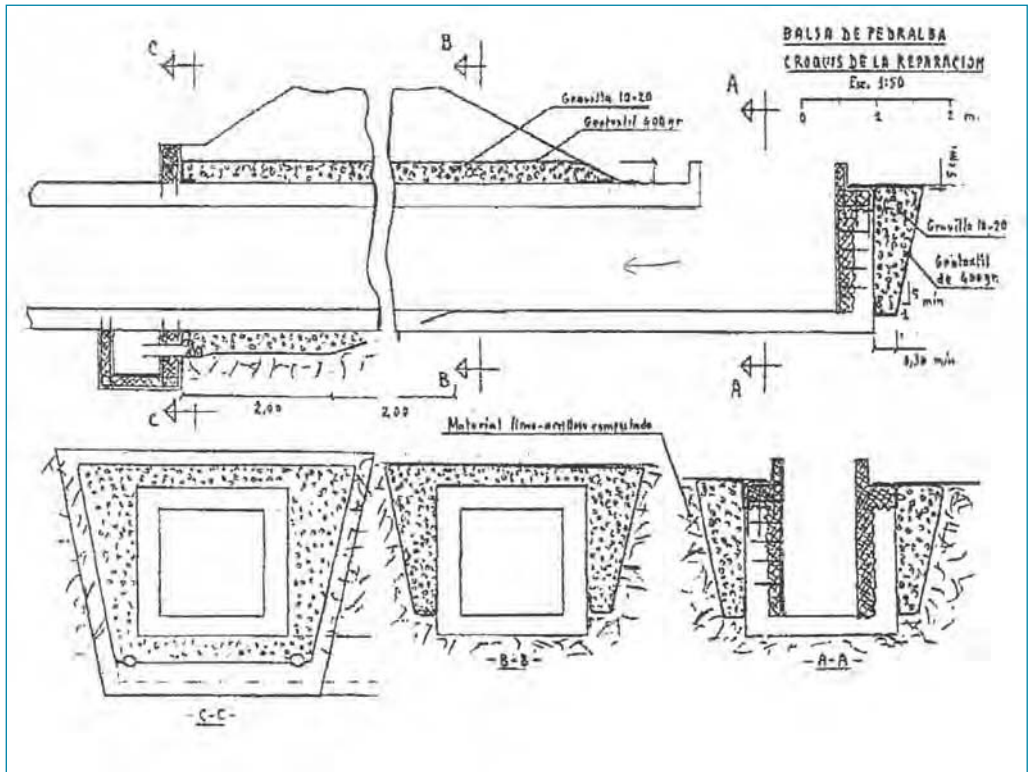 BALSA DE PEDRALBA
CROQUIS DE LA REPARACION
Esc. 1:50
0 1 2 m.
C
B
A
Gravilla 10-20
Geotextil 400gr
Gravilla 10-20
Geotextil
de 400gr.
5
min
1
0,30 min.
B
A
C
2,00
2,00
Material limo-arcilloso compactado
-C-C-
-B-B-
-A-A-